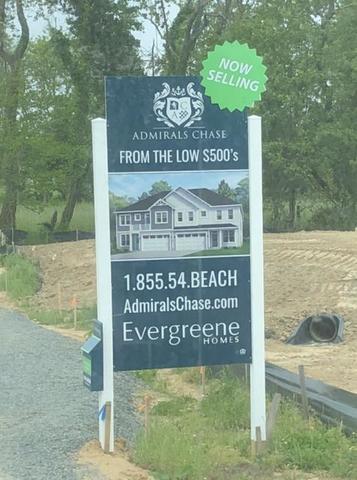 NOW
SELLING
ADMIRALS CHASE
FROM THE LOW $500's
1.855.54.BEACH
AdmiralsChase.com
Evergreene
HOMES